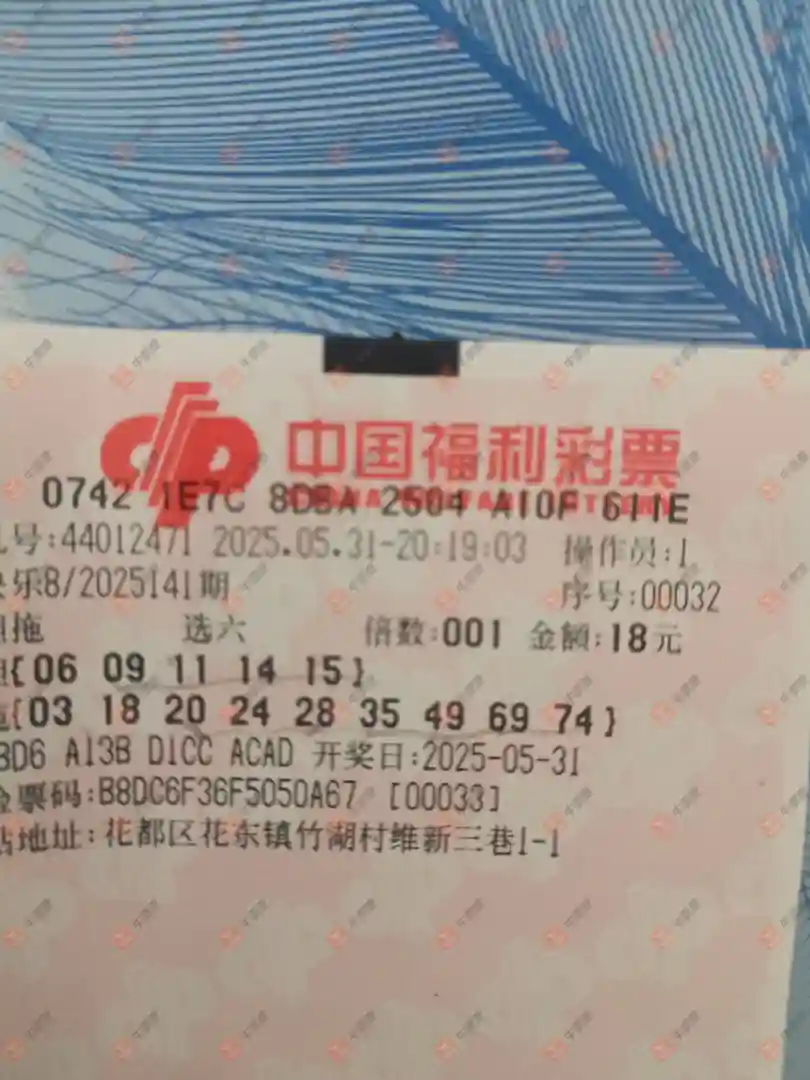 中国福利彩票
0742 1E7C 8DBA 2504 A10F 611E
号:44012471 2025.05.31-20:19:03 操作员:1
乐8/2025141期 序号:00032
拖 选六 倍数:001 金额:18元
{06 09 11 14 15}
{03 18 20 24 28 35 49 69 74}
BD6 A13B D1CC ACAD 开奖日:2025-05-31
票码:B8DC6F36F5050A67 [00033]
地址:花都区花东镇竹湖村维新三巷1-1